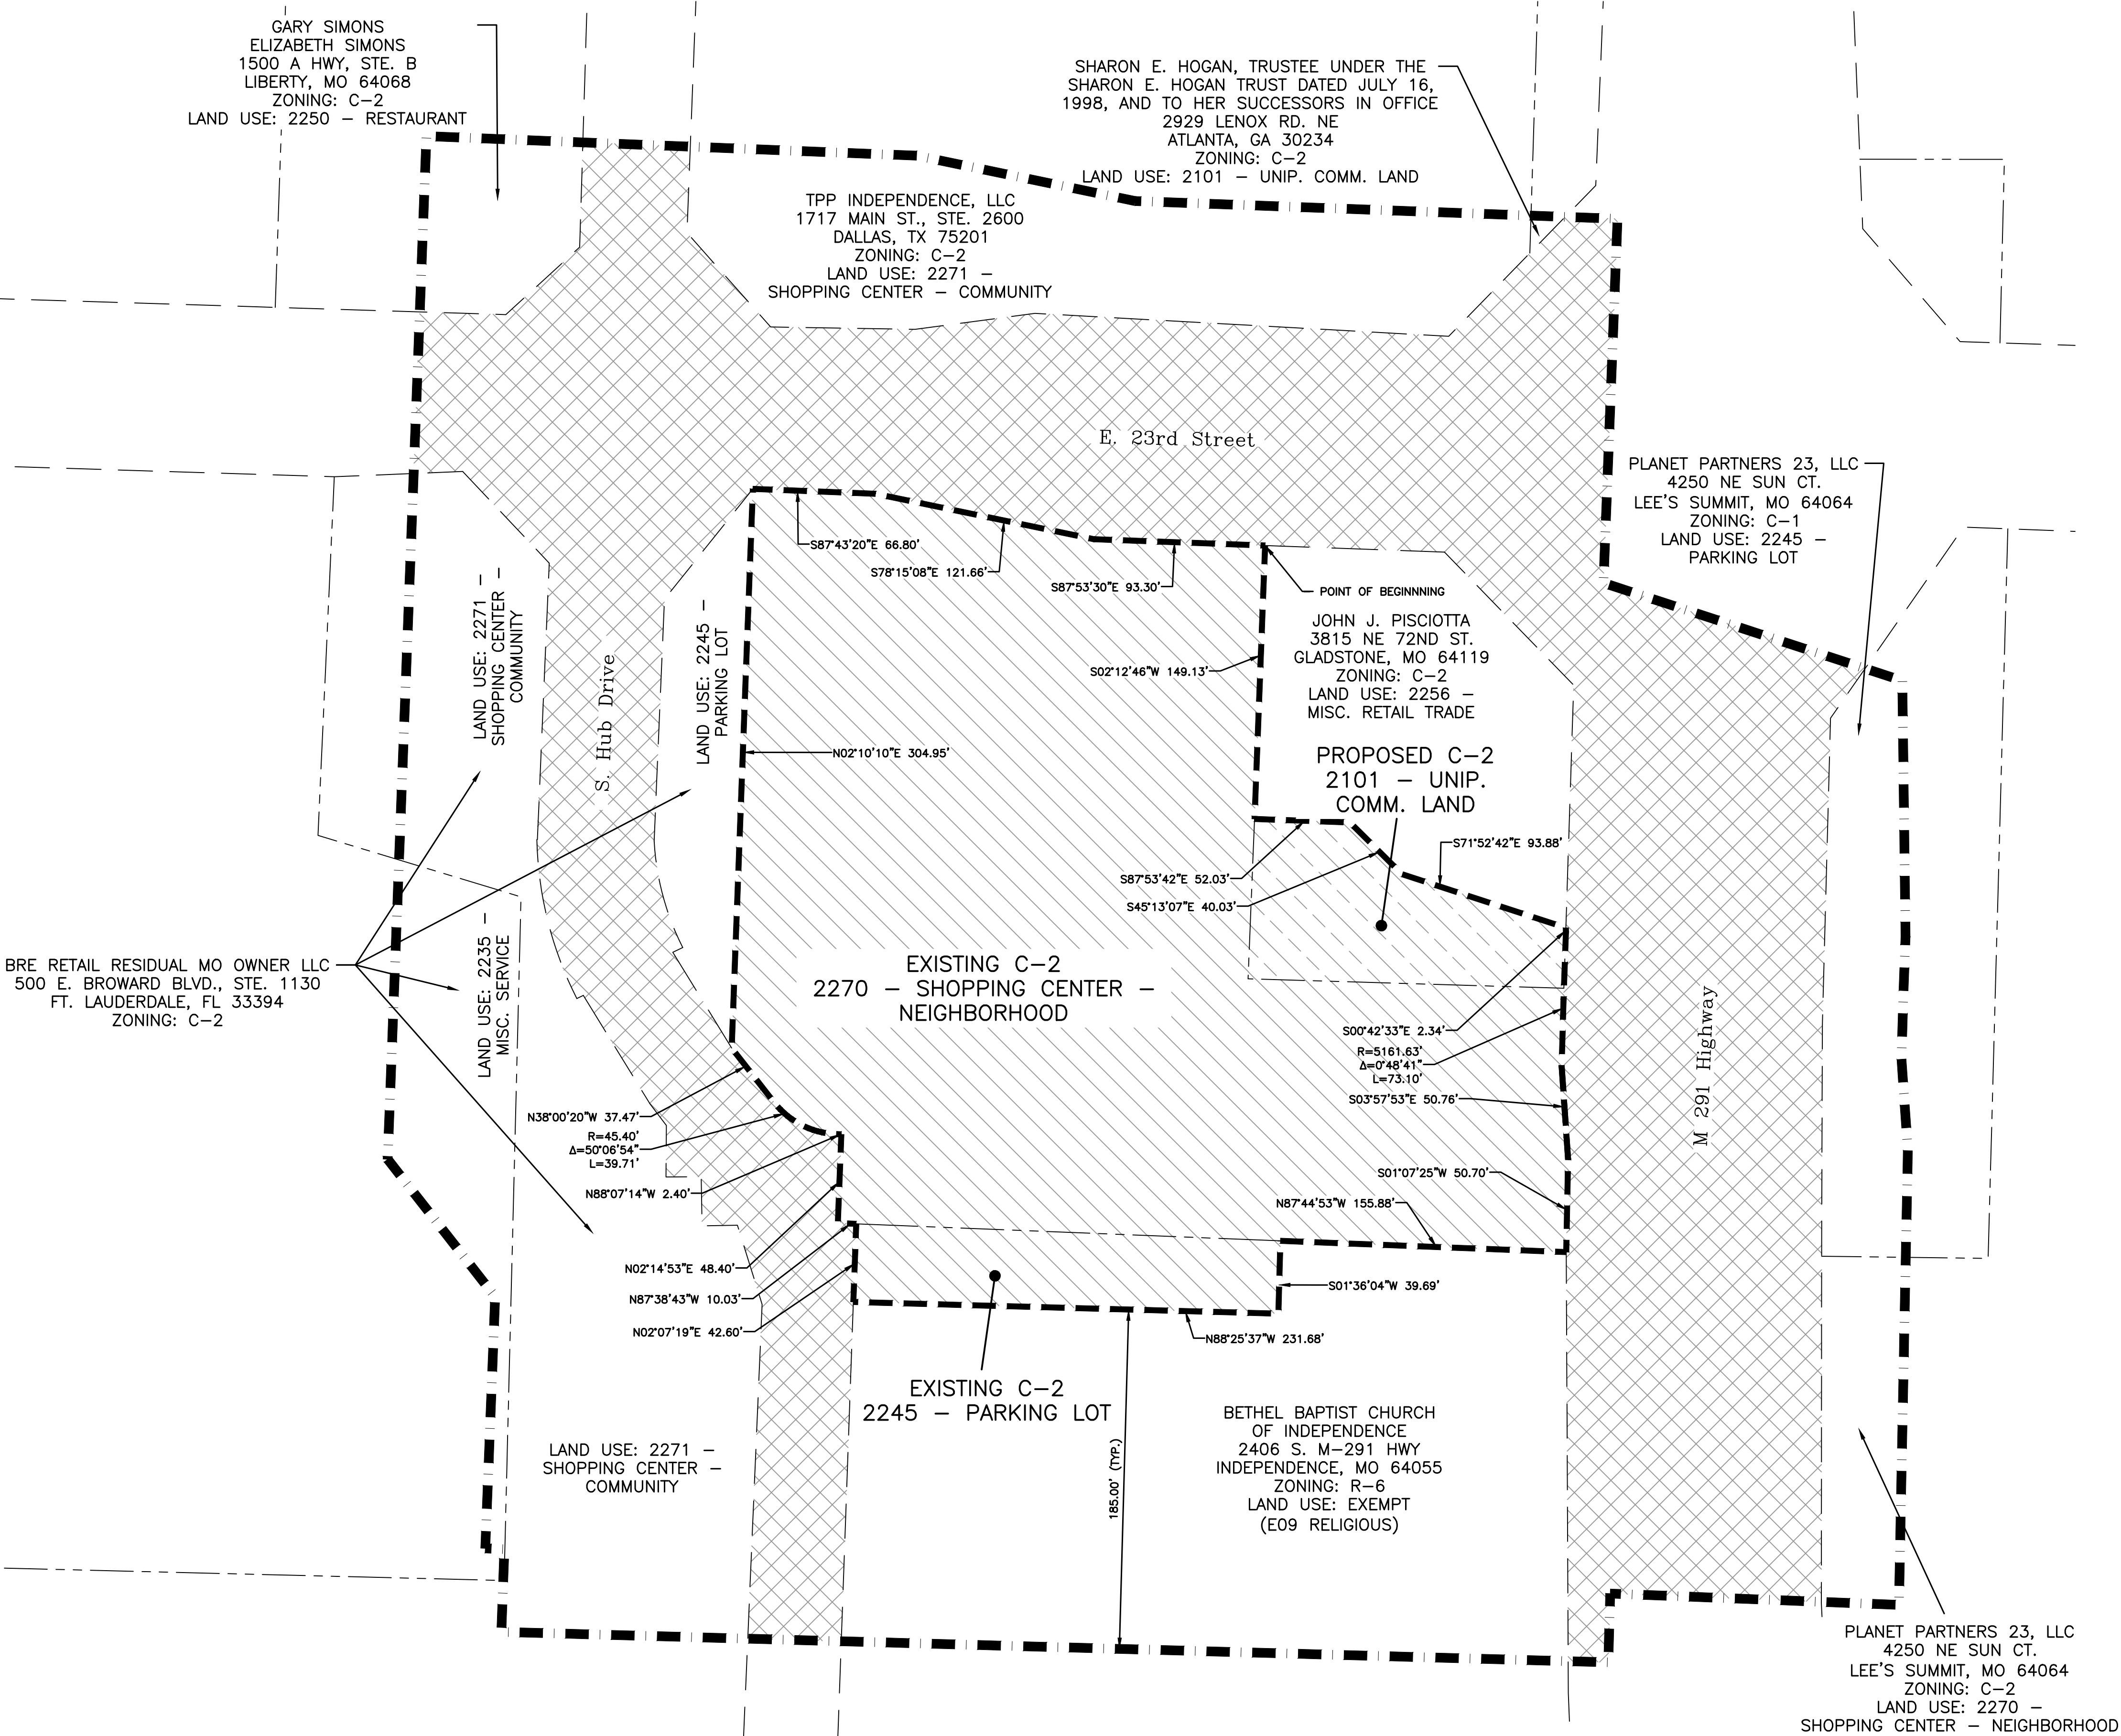 GARY SIMONS
ELIZABETH SIMONS
1500 A HWY, STE. B
LIBERTY, MO 64068
ZONING: C-2
LAND USE: 2250 - RESTAURANT
SHARON E. HOGAN, TRUSTEE UNDER THE
SHARON E. HOGAN TRUST DATED JULY 16,
1998, AND TO HER SUCCESSORS IN OFFICE
2929 LENOX RD. NE
ATLANTA, GA 30234
ZONING: C-2
LAND USE: 2101 - UNIP. COMM. LAND
TPP INDEPENDENCE, LLC
1717 MAIN ST., STE. 2600
DALLAS, TX 75201
ZONING: C-2
LAND USE: 2271 -
SHOPPING CENTER - COMMUNITY
E. 23rd Street
PLANET PARTNERS 23, LLC
4250 NE SUN CT.
LEE'S SUMMIT, MO 64064
ZONING: C-1
LAND USE: 2245 -
PARKING LOT
S87°43'20"E 66.80'
S78°15'08"E 121.66'
S87°53'30"E 93.30'
POINT OF BEGINNNING
JOHN J. PISCIOTTA
3815 NE 72ND ST.
GLADSTONE, MO 64119
ZONING: C-2
LAND USE: 2256 -
MISC. RETAIL TRADE
LAND USE: 2271 -
SHOPPING CENTER -
COMMUNITY
S. Hub Drive
LAND USE: 2245 -
PARKING LOT
S02°12'46"W 149.13'
N02°10'10"E 304.95'
PROPOSED C-2
2101 - UNIP.
COMM. LAND
S71°52'42"E 93.88'
S87°53'42"E 52.03'
S45°13'07"E 40.03'
BRE RETAIL RESIDUAL MO OWNER LLC
500 E. BROWARD BLVD., STE. 1130
FT. LAUDERDALE, FL 33394
ZONING: C-2
LAND USE: 2235 -
MISC. SERVICE
EXISTING C-2
2270 - SHOPPING CENTER -
NEIGHBORHOOD
M 291 Highway
S00°42'33"E 2.34'
R=5161.63'
Δ=0°48'41"
L=73.10'
S03°57'53"E 50.76'
N38°00'20"W 37.47'
R=45.40'
Δ=50°06'54"
L=39.71'
N88°07'14"W 2.40'
S01°07'25"W 50.70'
N87°44'53"W 155.88'
N02°14'53"E 48.40'
N87°38'43"W 10.03'
N02°07'19"E 42.60'
S01°36'04"W 39.69'
N88°25'37"W 231.68'
EXISTING C-2
2245 - PARKING LOT
185.00' (TYP.)
BETHEL BAPTIST CHURCH
OF INDEPENDENCE
2406 S. M-291 HWY
INDEPENDENCE, MO 64055
ZONING: R-6
LAND USE: EXEMPT
(E09 RELIGIOUS)
LAND USE: 2271 -
SHOPPING CENTER -
COMMUNITY
PLANET PARTNERS 23, LLC
4250 NE SUN CT.
LEE'S SUMMIT, MO 64064
ZONING: C-2
LAND USE: 2270 -
SHOPPING CENTER - NEIGHBORHOOD